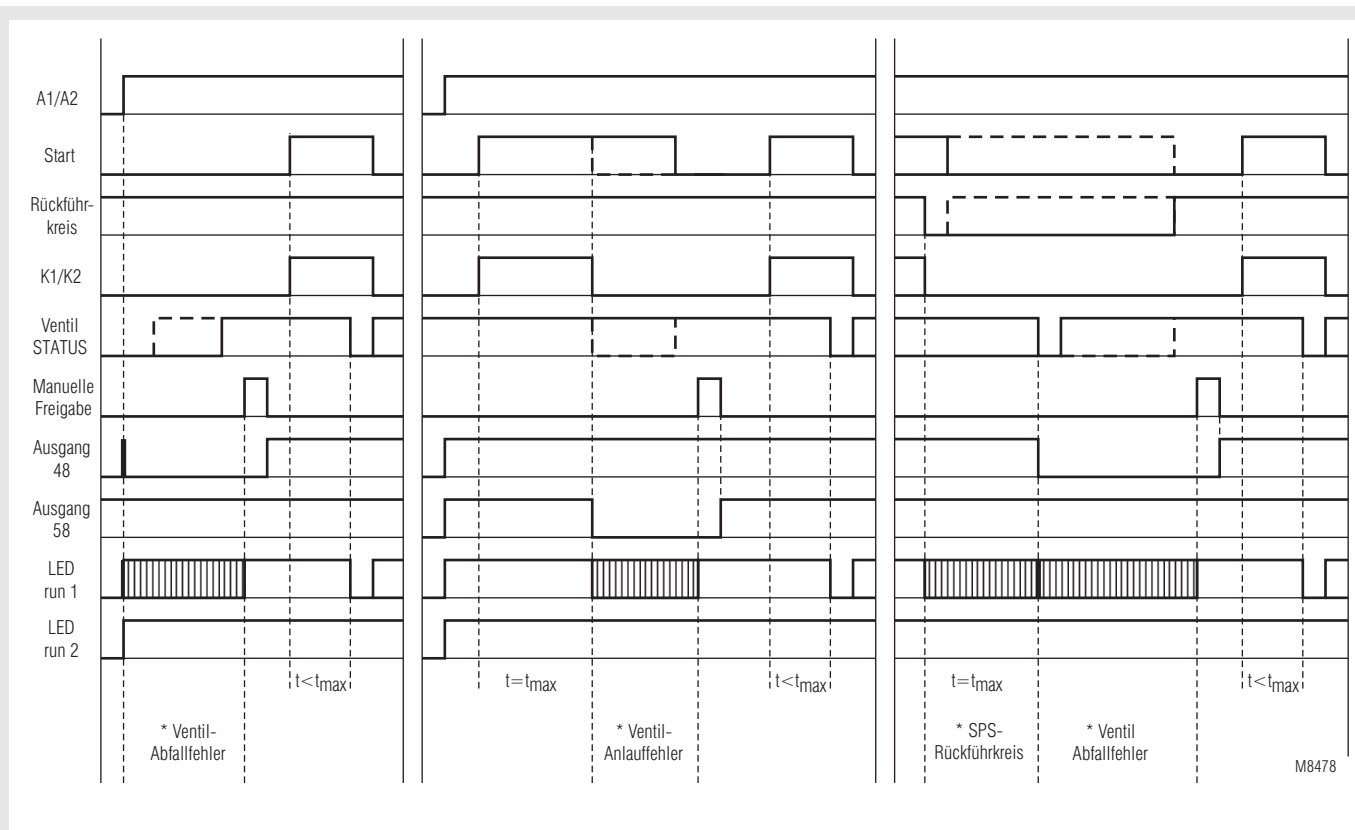 A1/A2
Start
Rückführ-
kreis
K1/K2
Ventil
STATUS
Manuelle
Freigabe
Ausgang
48
Ausgang
58
LED
run 1
LED
run 2
t<tmax
t=tmax
t<tmax
t=tmax
t<tmax
* Ventil-
Abfallfehler
* Ventil-
Anlauffehler
* SPS-
Rückführkreis
* Ventil
Abfallfehler
M8478